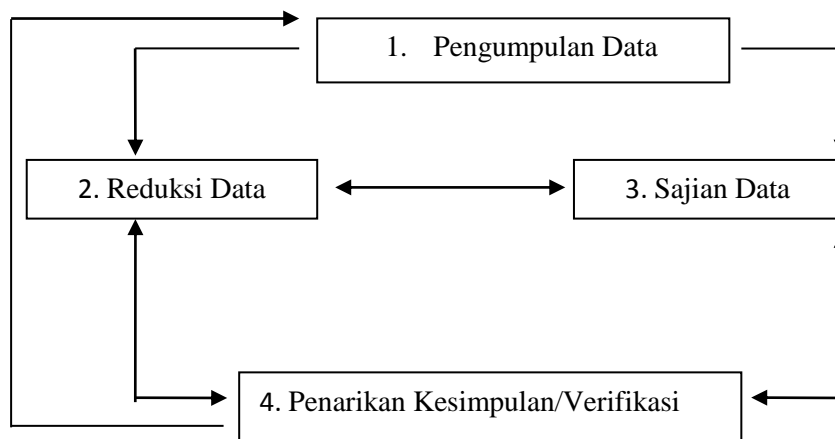 1. Pengumpulan Data
2. Reduksi Data
3. Sajian Data
4. Penarikan Kesimpulan/Verifikasi